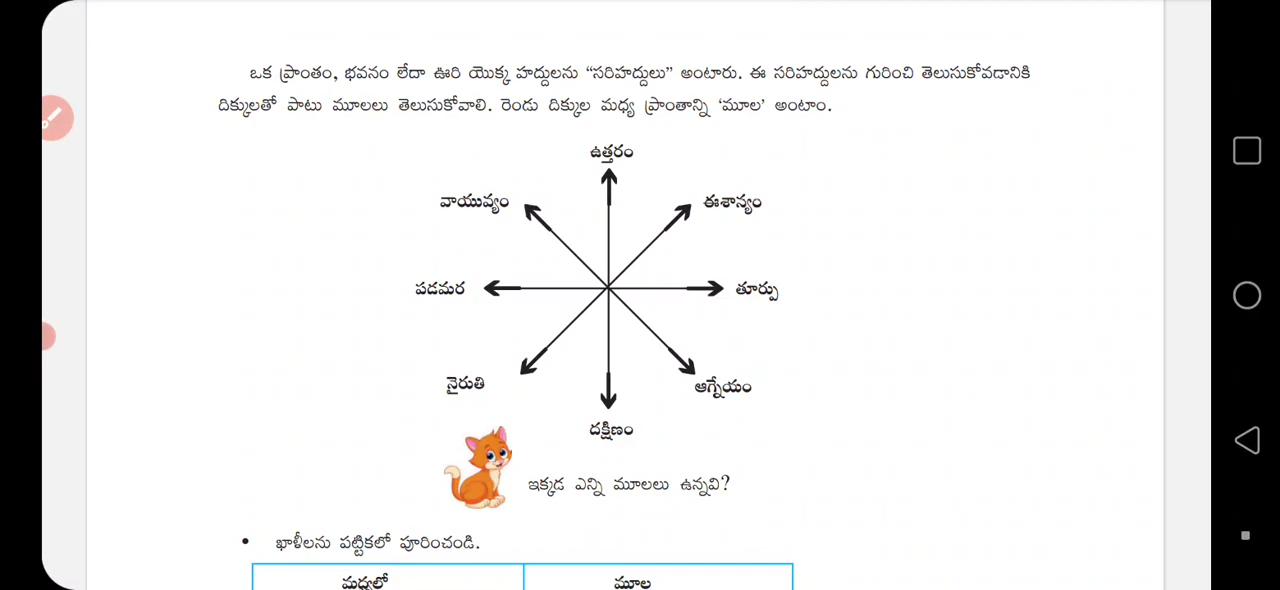 ఒక ప్రాంతం, భవనం లేదా ఊరి యొక్క హద్దులను “సరిహద్దులు” అంటారు. ఈ సరిహద్దులను గురించి తెలుసుకోవడానికి
దిక్కులతో పాటు మూలలు తెలుసుకోవాలి. రెండు దిక్కుల మధ్య ప్రాంతాన్ని ‘మూల’ అంటాం.
ఉత్తరం
వాయువ్యం
ఈశాన్యం
పడమర
తూర్పు
నైరుతి
ఆగ్నేయం
దక్షిణం
ఇక్కడ ఎన్ని మూలలు ఉన్నవి?
• ఖాళీలను పట్టికలో పూరించండి.
మధ్యలో మూల